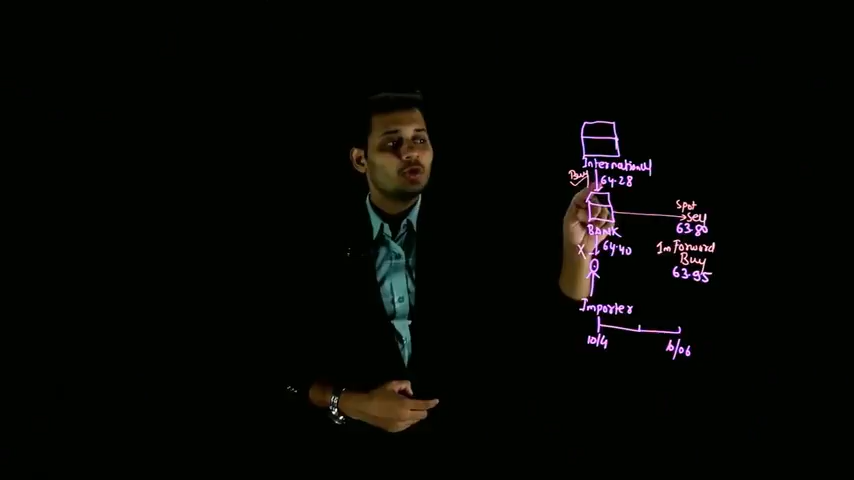 International
Buy 64.28
Spot
Sell
63.80
BANK
X 64.40
1m Forward
Buy
63.95
Importer
10/4 10/06